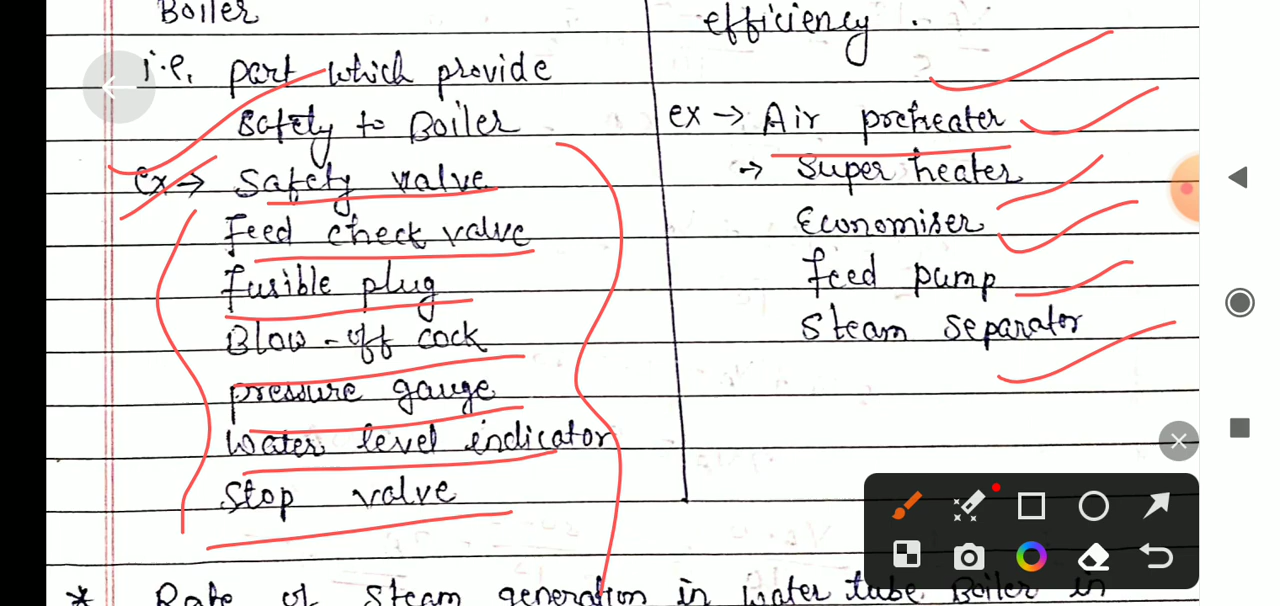 Boiler
i.e. part which provide
Safety to Boiler
Ex → Safety valve
Feed check valve
fusible plug
Blow-off cock
pressure gauge
Water level indicator
Stop valve
efficiency.
ex → Air preheater
→ Super heater
Economiser
feed pump
Steam separator
* Rate of Steam generation in water tube Boiler in